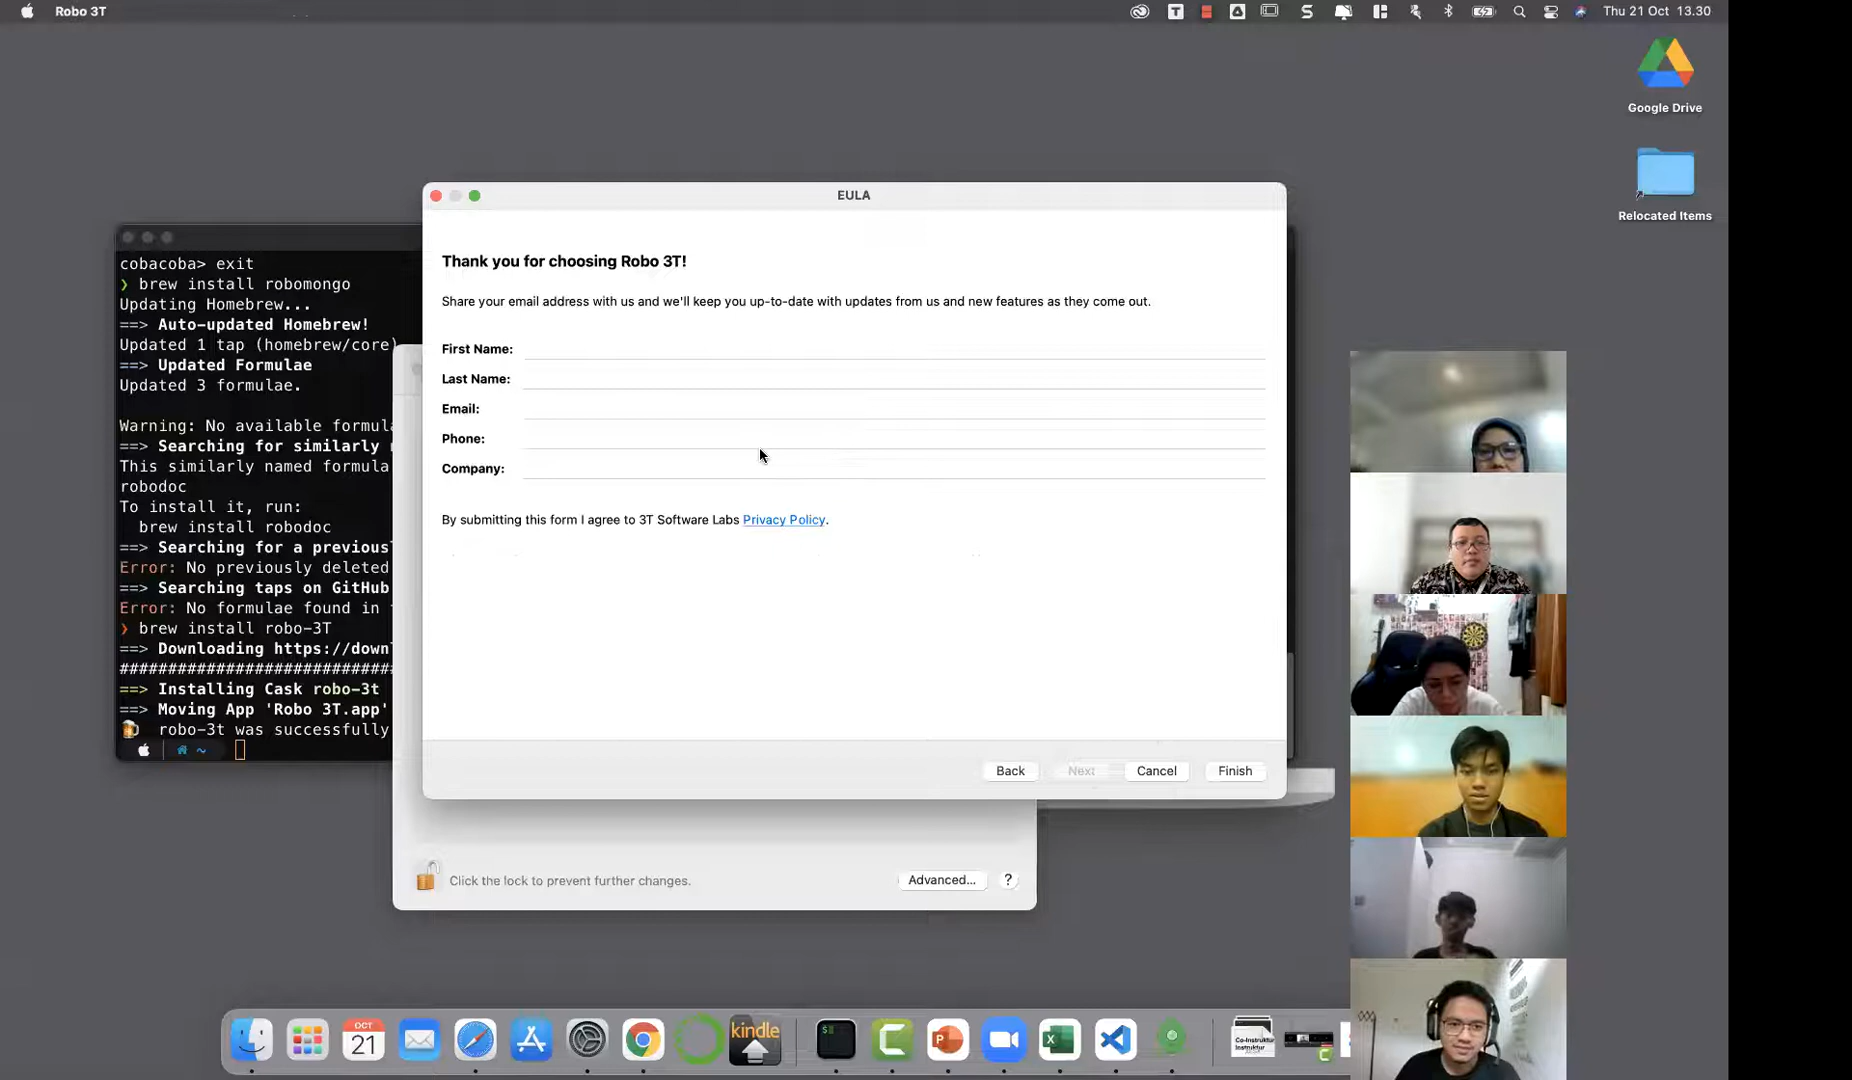 Robo 3T
Thu 21 Oct 13.30
Google Drive
Relocated Items
EULA
Thank you for choosing Robo 3T!
Share your email address with us and we'll keep you up-to-date with updates from us and new features as they come out.
First Name:
Last Name:
Email:
Phone:
Company:
By submitting this form I agree to 3T Software Labs Privacy Policy.
Back
Next
Cancel
Finish
cobacoba> exit
❯ brew install robomongo
Updating Homebrew...
==> Auto-updated Homebrew!
Updated 1 tap (homebrew/core)
==> Updated Formulae
Updated 3 formulae.
Warning: No available formula
==> Searching for similarly
This similarly named formula
robodoc
To install it, run:
brew install robodoc
==> Searching for a previous
Error: No previously deleted
==> Searching taps on GitHub
Error: No formulae found in
❯ brew install robo-3T
==> Downloading https://down
############################
==> Installing Cask robo-3t
==> Moving App 'Robo 3T.app'
robo-3t was successfully
~
Click the lock to prevent further changes.
Advanced...
?
OCT
21
kindle
Co-Instruktur
Instruktur